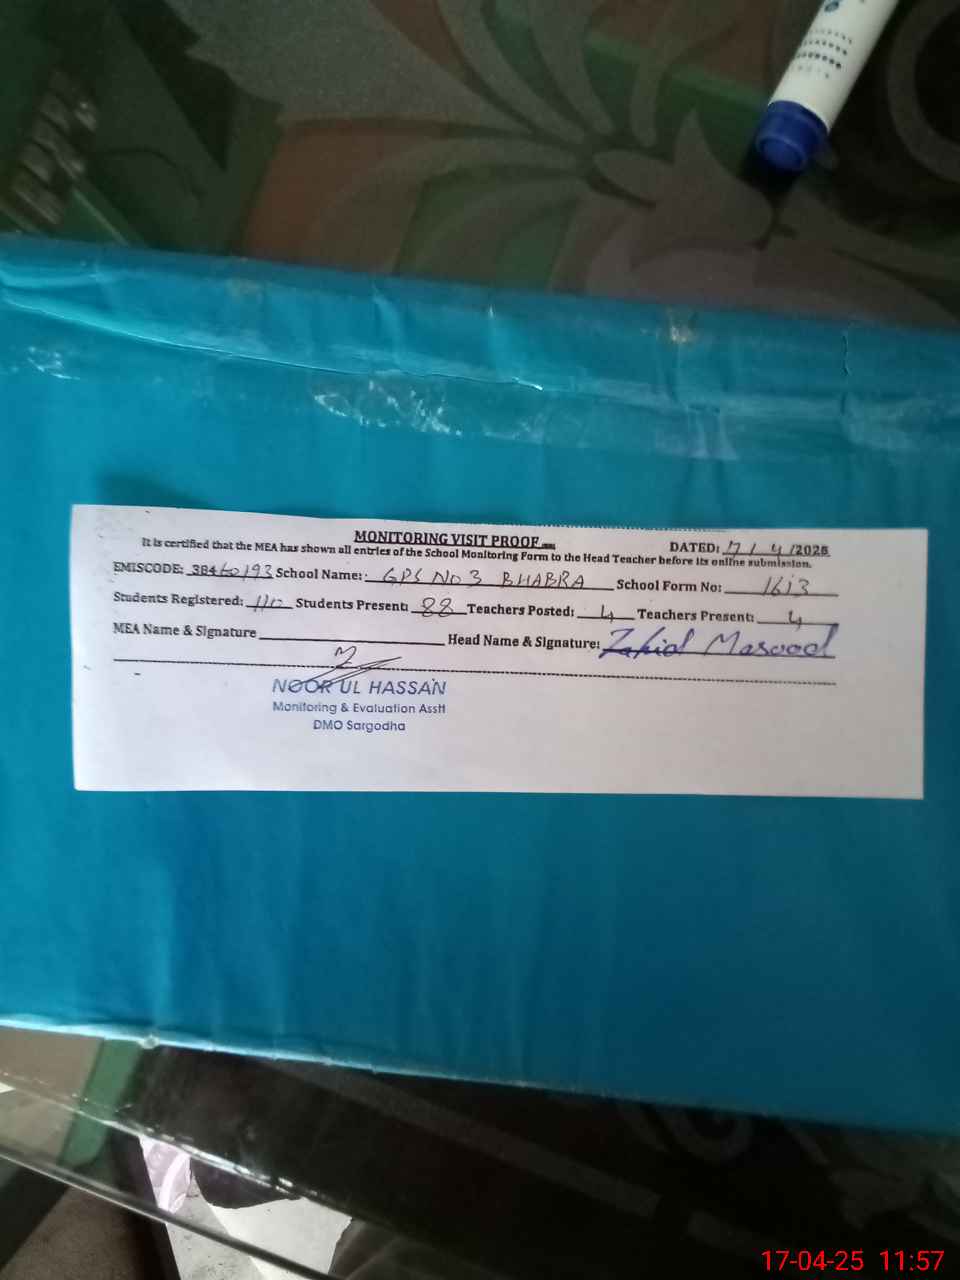 MONITORING VISIT PROOF
DATED: 17/4/2025
It is certified that the MEA has shown all entries of the School Monitoring Form to the Head Teacher before its online submission.
EMISCODE: 38460193 School Name: GPS NO 3 BHABRA School Form No: 1613
Students Registered: 110 Students Present: 88 Teachers Posted: 4 Teachers Present: 4
MEA Name & Signature Head Name & Signature: Zahid Masood
NOOR UL HASSAN
Monitoring & Evaluation Asstt
DMO Sargodha
17-04-25 11:57